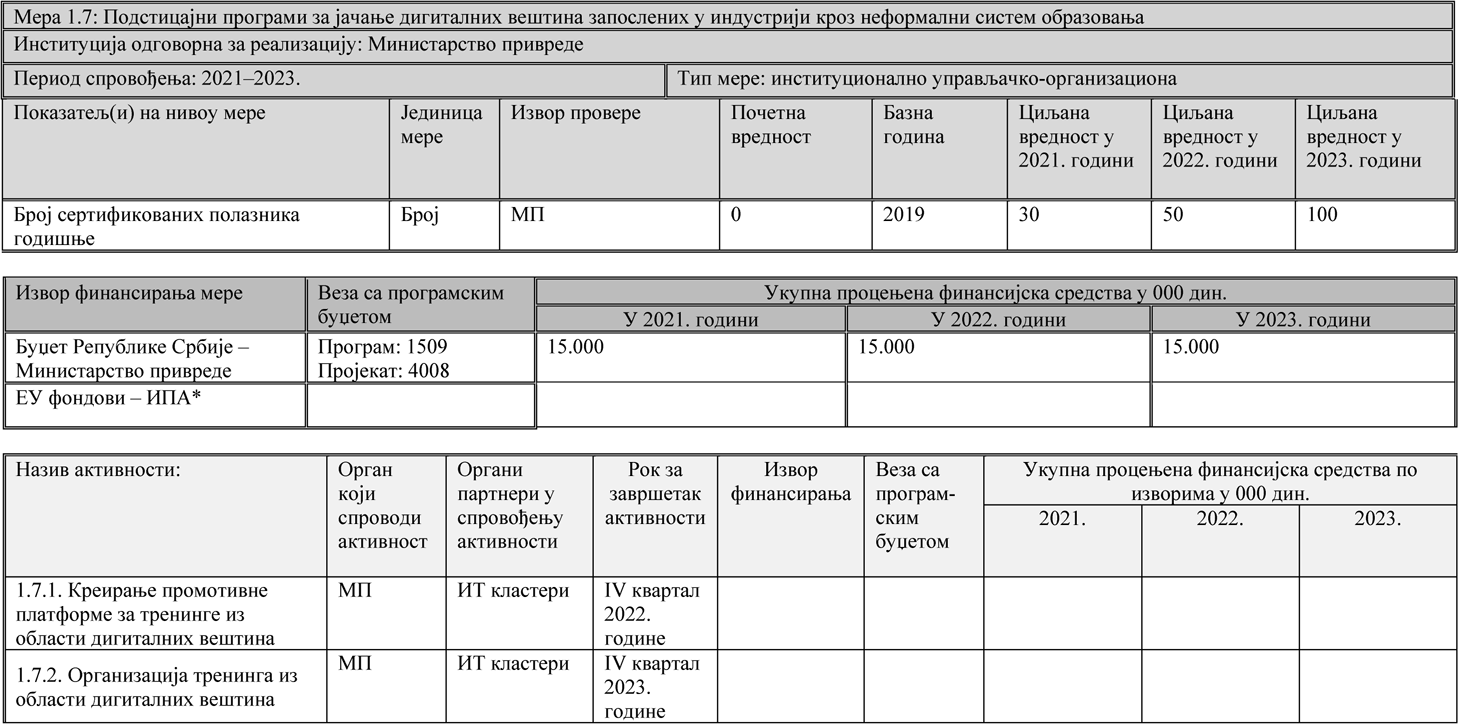 Мера 1.7: Подстицајни програми за јачање дигиталних вештина запослених у индустрији кроз неформални систем образовања
Институција одговорна за реализацију: Министарство привреде
Период спровођења: 2021–2023.
Тип мере: институционално управљачко-организациона
Показатељ(и) на нивоу мере
Јединица
мере
Извор провере
Почетна
вредност
Базна
година
Циљана
вредност у
2021. години
Циљана
вредност у
2022. години
Циљана
вредност у
2023. години
Број сертификованих полазника
годишње
Број
МП
0
2019
30
50
100
Извор финансирања мере
Веза са програмским
буџетом
Укупна процењена финансијска средства у 000 дин.
У 2021. години
У 2022. години
У 2023. години
Буџет Републике Србије –
Министарство привреде
Програм: 1509
Пројекат: 4008
15.000
15.000
15.000
ЕУ фондови – ИПА*
Назив активности:
Орган
који
спроводи
активност
Органи
партнери у
спровођењу
активности
Рок за
завршетак
активности
Извор
финансирања
Веза са
програм-
ским
буџетом
Укупна процењена финансијска средства по
изворима у 000 дин.
2021.
2022.
2023.
1.7.1. Креирање промотивне
платформе за тренинге из
области дигиталних вештина
МП
ИТ кластери
IV квартал
2022.
године
1.7.2. Организација тренинга из
области дигиталних вештина
МП
ИТ кластери
IV квартал
2023.
године